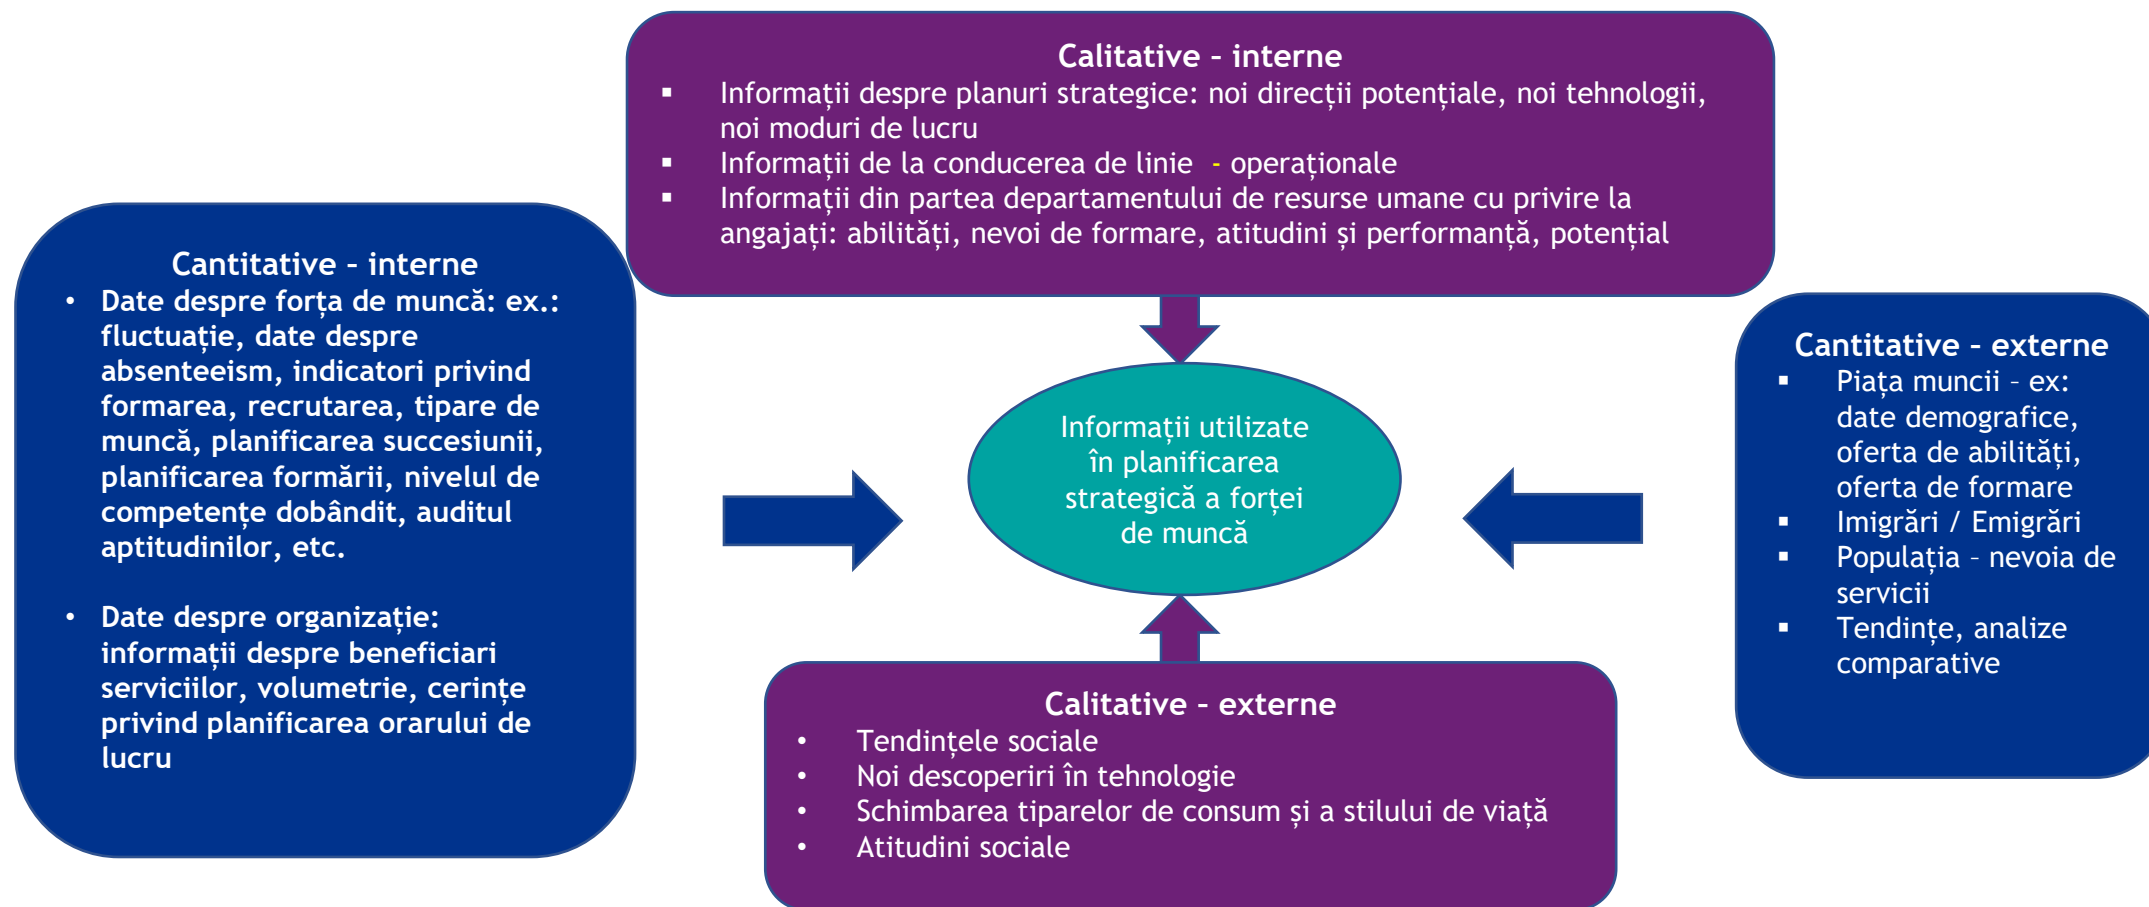 Calitative – interne
▪ Informații despre planuri strategice: noi direcții potențiale, noi tehnologii,
noi moduri de lucru
▪ Informații de la conducerea de linie - operaționale
▪ Informații din partea departamentului de resurse umane cu privire la
angajați: abilități, nevoi de formare, atitudini și performanță, potențial
Cantitative – interne
• Date despre forța de muncă: ex.:
fluctuație, date despre
absenteeism, indicatori privind
formarea, recrutarea, tipare de
muncă, planificarea succesiunii,
planificarea formării, nivelul de
competențe dobândit, auditul
aptitudinilor, etc.
• Date despre organizație:
informații despre beneficiari
serviciilor, volumetrie, cerințe
privind planificarea orarului de
lucru
Informații utilizate
în planificarea
strategică a forței
de muncă
Cantitative – externe
▪ Piața muncii – ex:
date demografice,
oferta de abilități,
oferta de formare
▪ Imigrări / Emigrări
▪ Populația – nevoia de
servicii
▪ Tendințe, analize
comparative
Calitative – externe
• Tendințele sociale
• Noi descoperiri în tehnologie
• Schimbarea tiparelor de consum și a stilului de viață
• Atitudini sociale